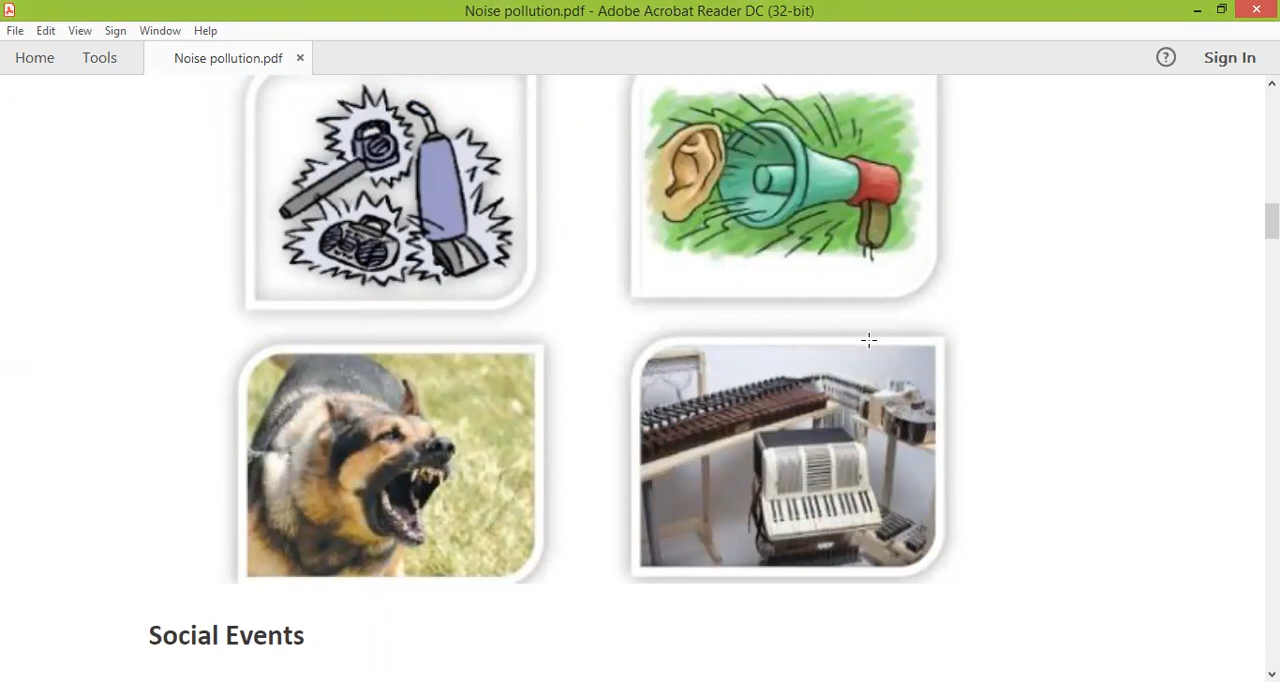 Noise pollution.pdf - Adobe Acrobat Reader DC (32-bit)
File Edit View Sign Window Help
Home Tools Noise pollution.pdf × ? Sign In
Social Events